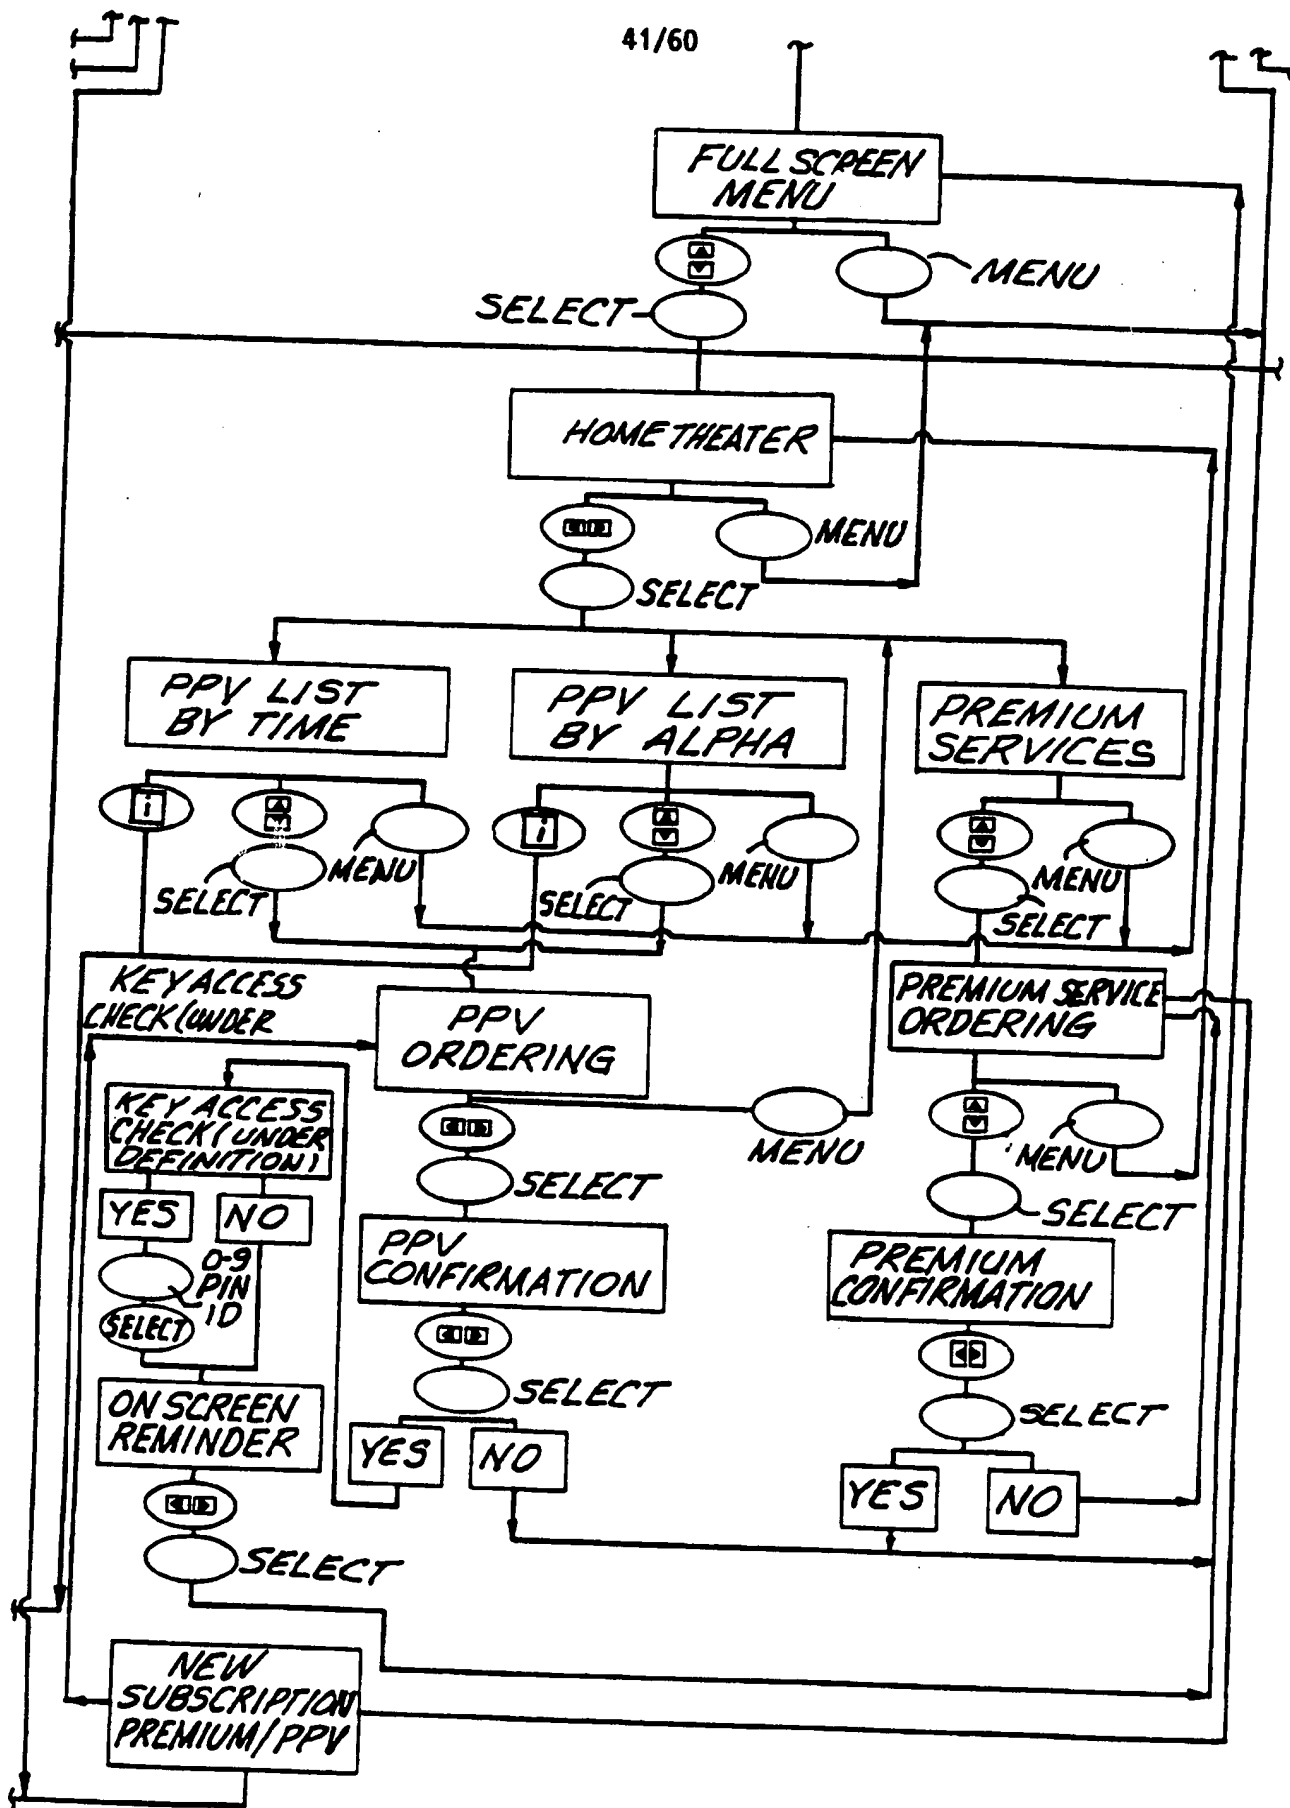 41/60
FULL SCREEN
MENU
MENU
SELECT
HOME THEATER
MENU
SELECT
PPV LIST
BY TIME
PPV LIST
BY ALPHA
PREMIUM
SERVICES
i
MENU
SELECT
i
MENU
SELECT
MENU
SELECT
KEY ACCESS
CHECK (UNDER
PPV
ORDERING
PREMIUM SERVICE
ORDERING
KEY ACCESS
CHECK (UNDER
DEFINITION)
MENU
MENU
SELECT
SELECT
YES
NO
0-9
PIN
ID
SELECT
PPV
CONFIRMATION
PREMIUM
CONFIRMATION
SELECT
SELECT
ON SCREEN
REMINDER
YES
NO
YES
NO
SELECT
NEW
SUBSCRIPTION
PREMIUM/PPV